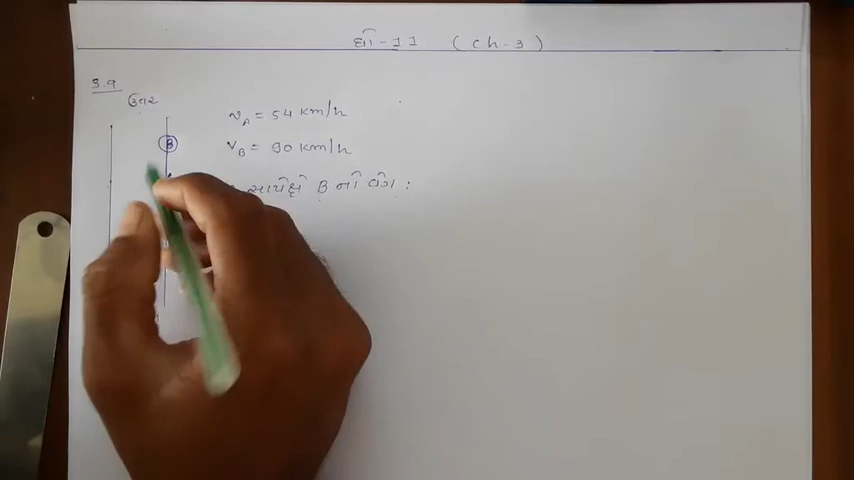 ધો-11 (ch-3)
3.9
ઉત્તર
v_A = 54 km/h
B
v_B = 90 km/h
સાપેક્ષે B નો વેગ :